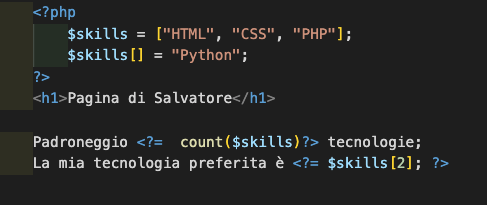 <?php
$skills = ["HTML", "CSS", "PHP"];
$skills[] = "Python";
?>
<h1>Pagina di Salvatore</h1>
Padroneggio <?=  count($skills)?> tecnologie;
La mia tecnologia preferita è <?= $skills[2]; ?>